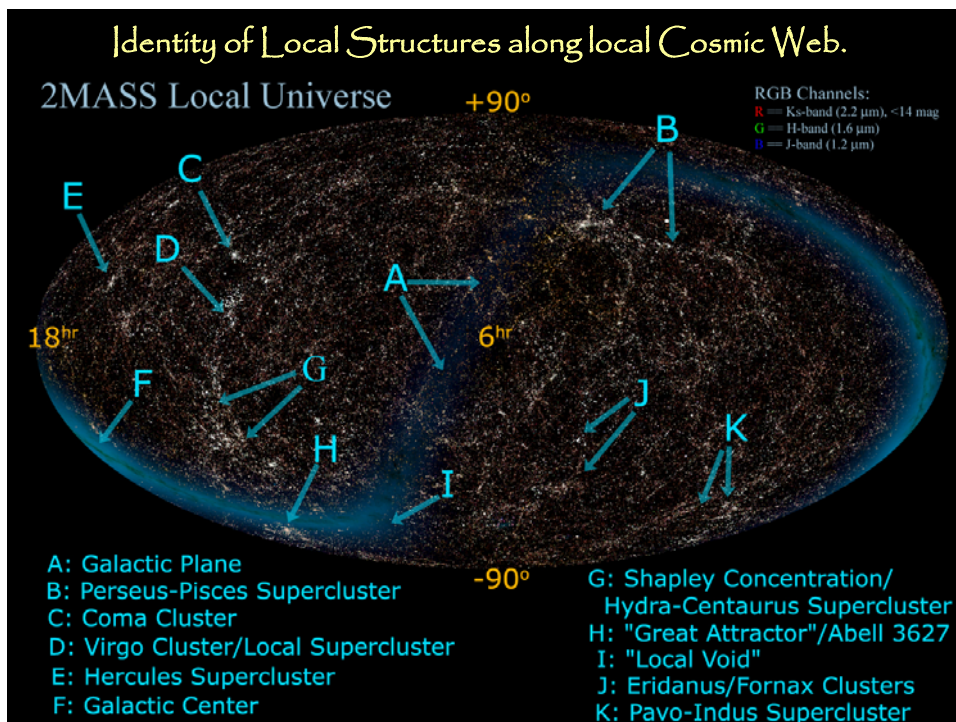 Identity of Local Structures along local Cosmic Web.
2MASS Local Universe
+90°
RGB Channels:
R == Ks-band (2.2 μm), <14 mag
G == H-band (1.6 μm)
B == J-band (1.2 μm)
B
C
E
D
A
18hr
6hr
G
F
J
K
H
I
-90°
A: Galactic Plane
B: Perseus-Pisces Supercluster
C: Coma Cluster
D: Virgo Cluster/Local Supercluster
E: Hercules Supercluster
F: Galactic Center
G: Shapley Concentration/
Hydra-Centaurus Supercluster
H: "Great Attractor"/Abell 3627
I: "Local Void"
J: Eridanus/Fornax Clusters
K: Pavo-Indus Supercluster